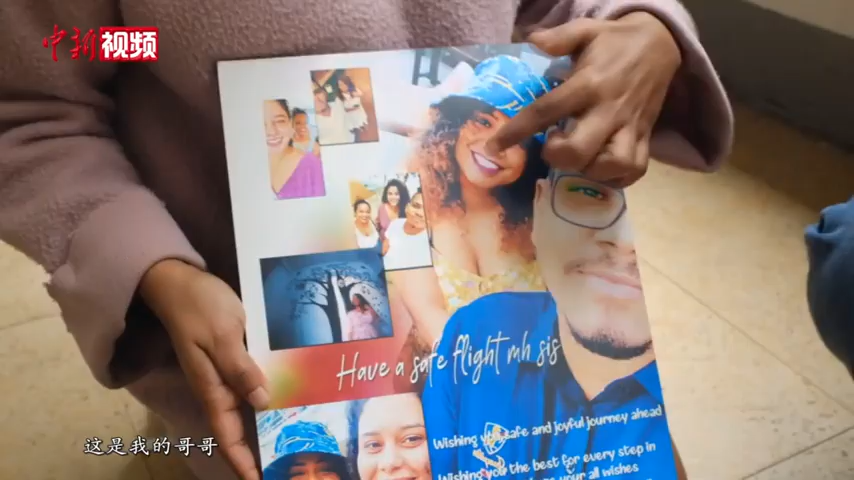 中新视频
Have a safe flight mh sis
Wishing you safe and joyful journey ahead
Wishing you the best for every step in
your all wishes
这是我的哥哥